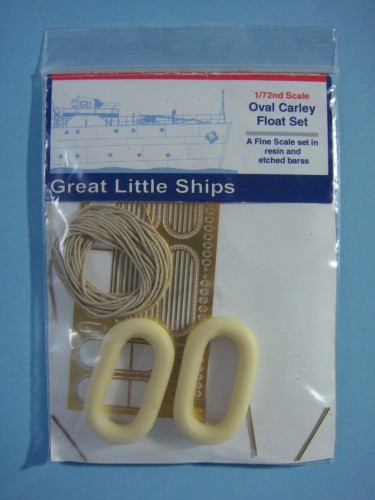 1/72nd Scale
Oval Carley
Float Set
A Fine Scale set in
resin and
etched barss
Great Little Ships